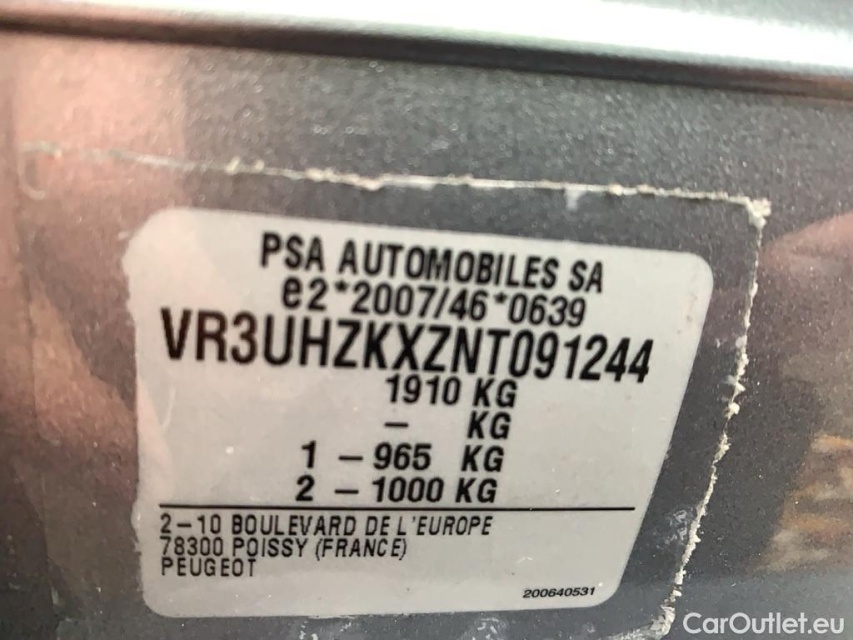 PSA AUTOMOBILES SA
e2*2007/46*0639
VR3UHZKXZNT091244
1910 KG
– KG
1 – 965 KG
2 – 1000 KG
2–10 BOULEVARD DE L'EUROPE
78300 POISSY (FRANCE)
PEUGEOT
200640531
CarOutlet.eu